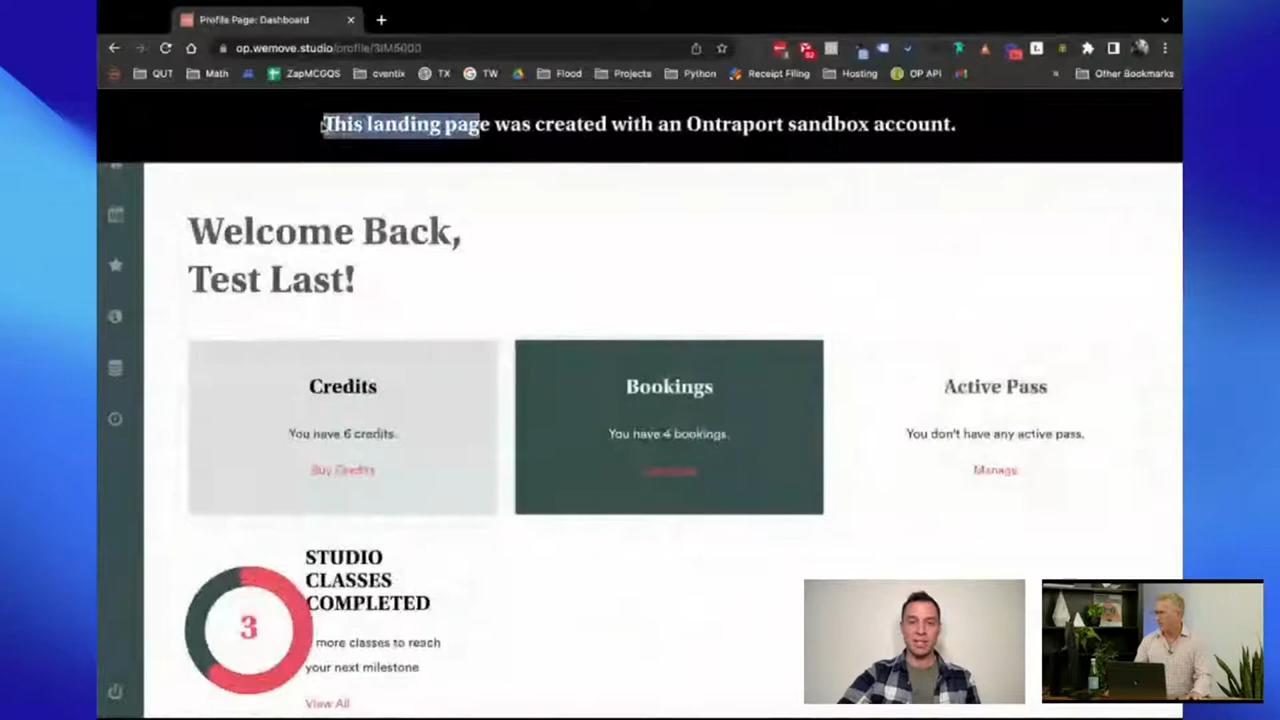 Profile Page: Dashboard
op.wemove.studio/profile/3IM5000
QUT
Math
ZapMCGQS
cventix
TX
TW
Flood
Projects
Python
Receipt Filing
Hosting
OP API
Other Bookmarks
This landing page was created with an Ontraport sandbox account.
Welcome Back,
Test Last!
Credits
You have 6 credits.
Buy Credits
Bookings
You have 4 bookings.
Active Pass
You don't have any active pass.
Manage
3
STUDIO
CLASSES
COMPLETED
more classes to reach
your next milestone
View All